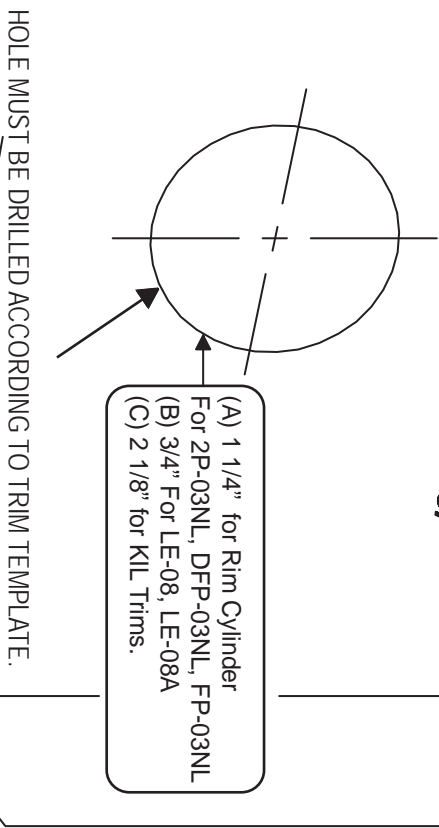 (A) 1 1/4” for Rim Cylinder
For 2P-03NL, DFP-03NL, FP-03NL
(B) 3/4” For LE-08, LE-08A
(C) 2 1/8” for KIL Trims.
HOLE MUST BE DRILLED ACCORDING TO TRIM TEMPLATE.